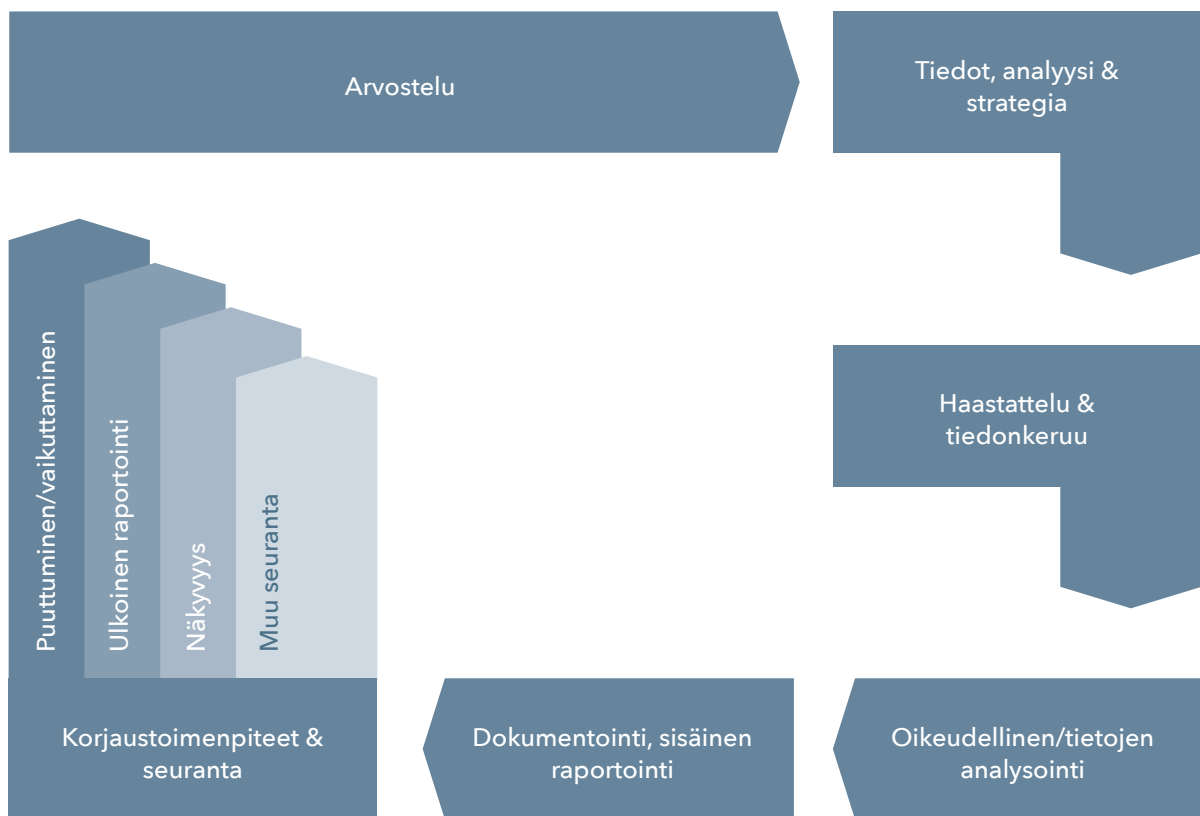 Arvostelu
Tiedot, analyysi &
strategia
Haastattelu &
tiedonkeruu
Oikeudellinen/tietojen
analysointi
Dokumentointi, sisäinen
raportointi
Korjaustoimenpiteet &
seuranta
Puuttuminen/vaikuttaminen
Ulkoinen raportointi
Näkyvyys
Muu seuranta